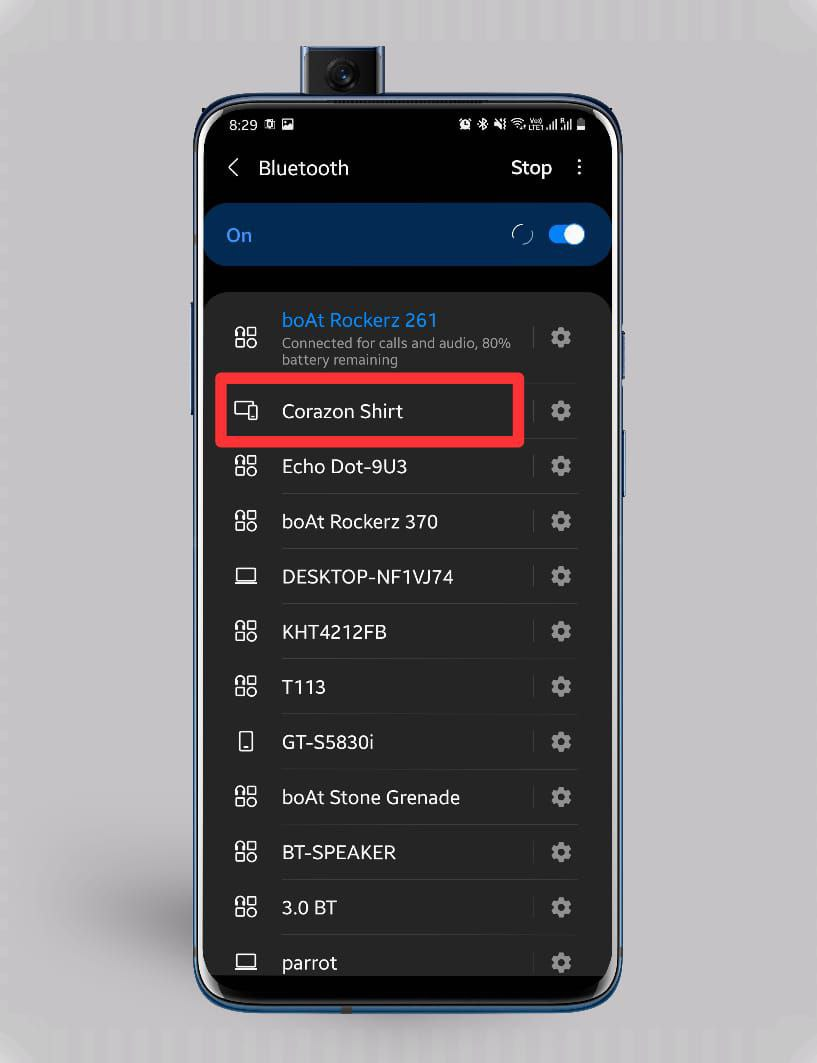 8:29
Vo))
LTE1
R
Bluetooth
Stop
On
boAt Rockerz 261
Connected for calls and audio, 80%
battery remaining
Corazon Shirt
Echo Dot-9U3
boAt Rockerz 370
DESKTOP-NF1VJ74
KHT4212FB
T113
GT-S5830i
boAt Stone Grenade
BT-SPEAKER
3.0 BT
parrot